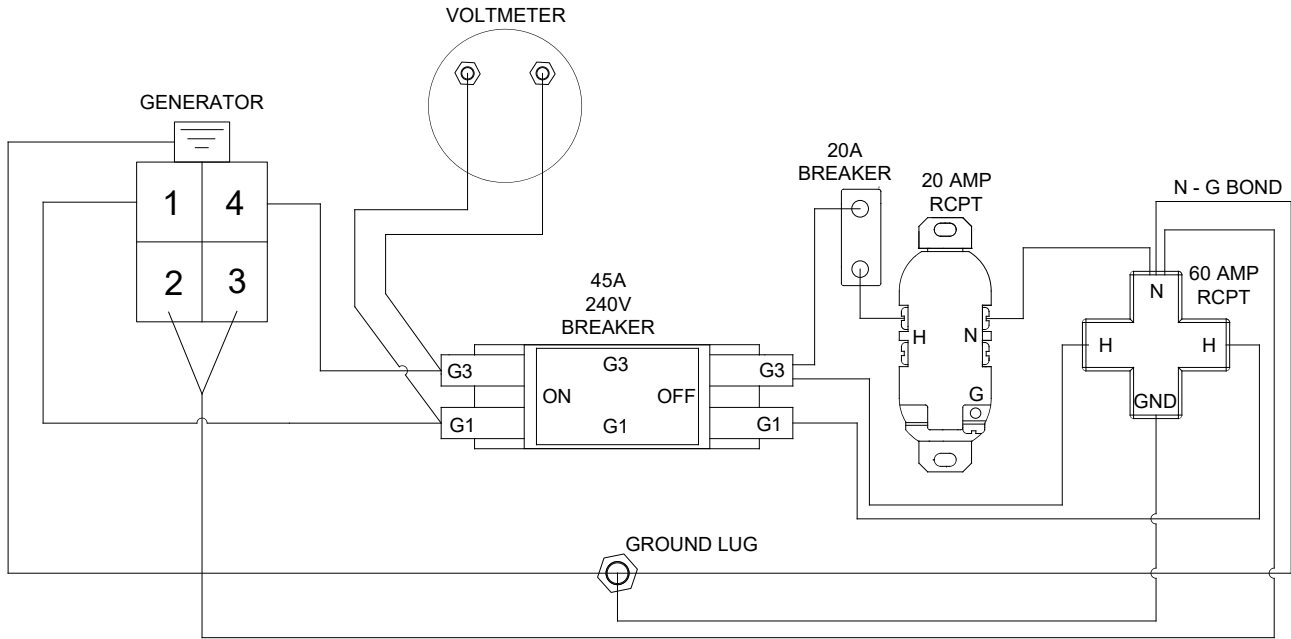 VOLTMETER
GENERATOR
1 4
2 3
20A
BREAKER
20 AMP
RCPT
N - G BOND
60 AMP
RCPT
N
H H
GND
45A
240V
BREAKER
G3 G3 G3
ON OFF
G1 G1 G1
H N
G
GROUND LUG